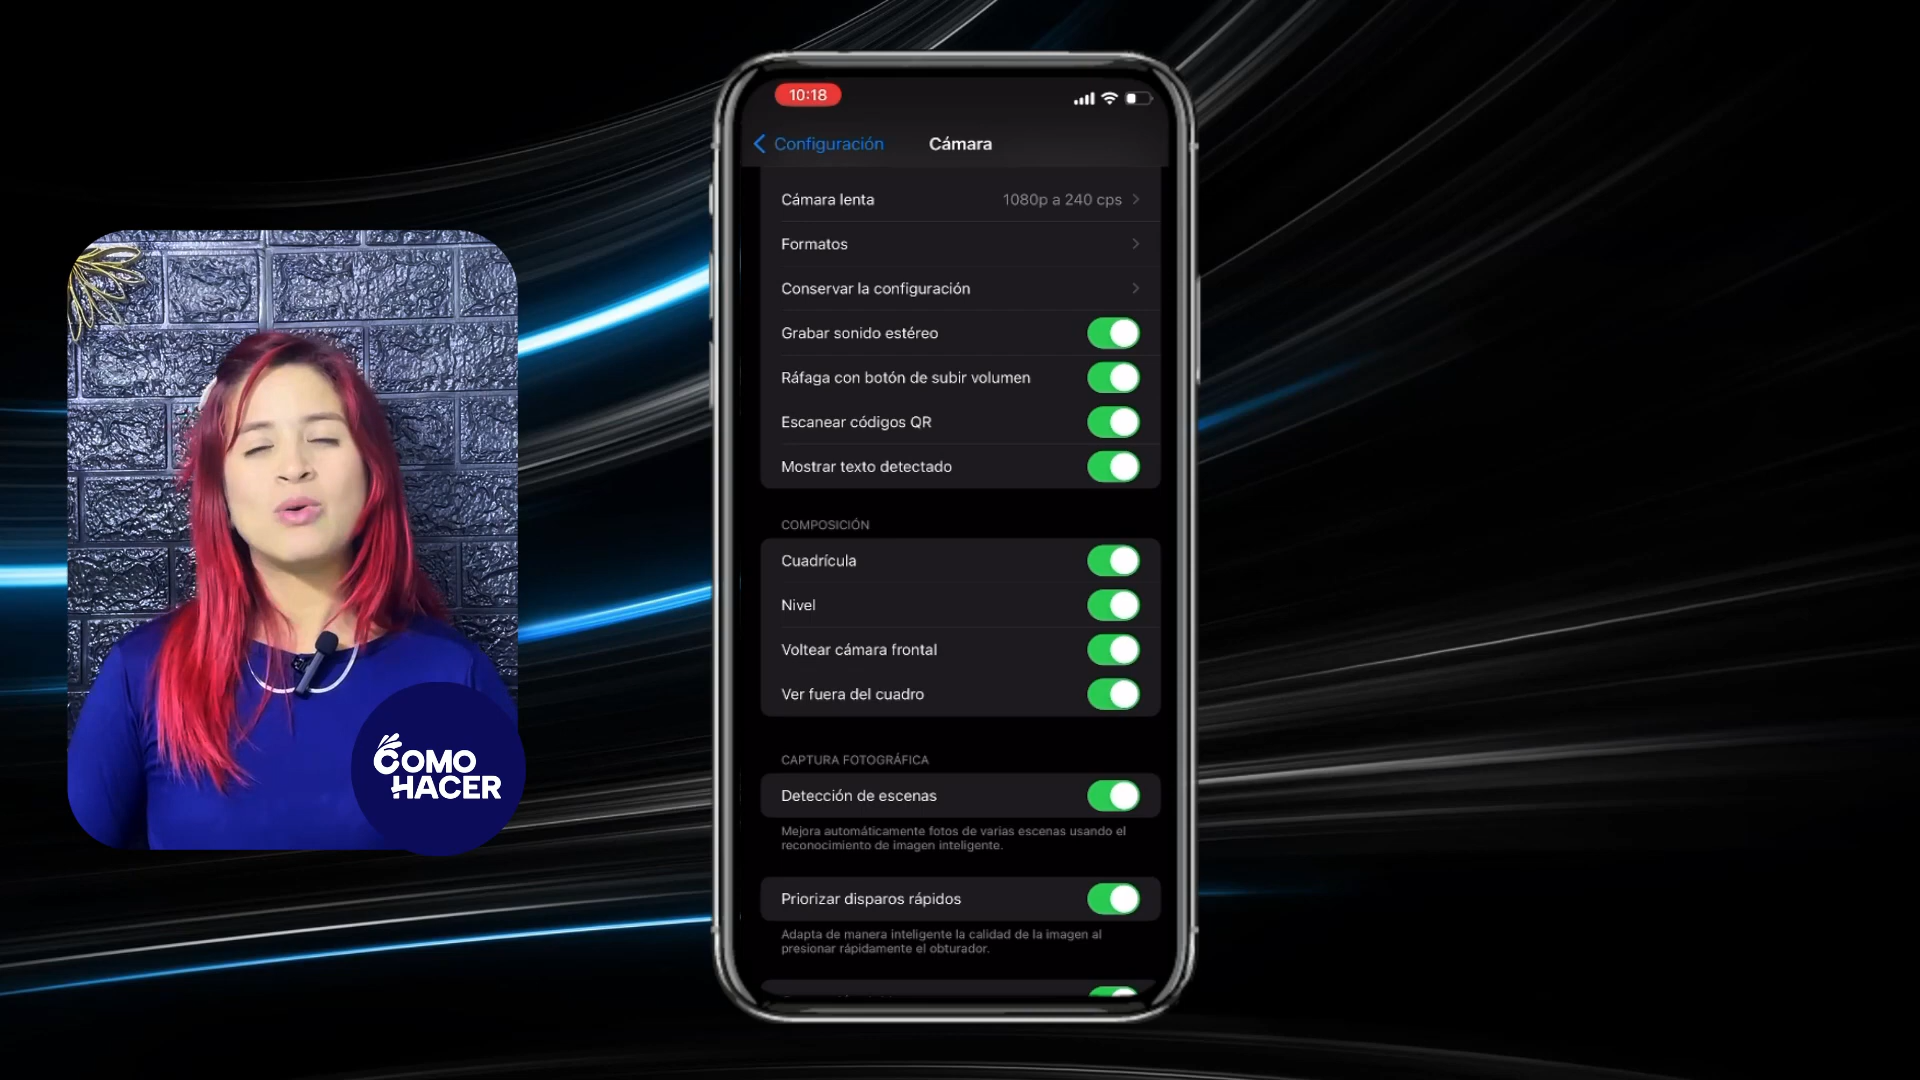 10:18
Configuración
Cámara
Cámara lenta
1080p a 240 cps
Formatos
Conservar la configuración
Grabar sonido estéreo
Ráfaga con botón de subir volumen
Escanear códigos QR
Mostrar texto detectado
COMPOSICIÓN
Cuadrícula
Nivel
Voltear cámara frontal
Ver fuera del cuadro
CAPTURA FOTOGRÁFICA
Detección de escenas
Mejora automáticamente fotos de varias escenas usando el
reconocimiento de imagen inteligente.
Priorizar disparos rápidos
Adapta de manera inteligente la calidad de la imagen al
presionar rápidamente el obturador.
COMO
HACER